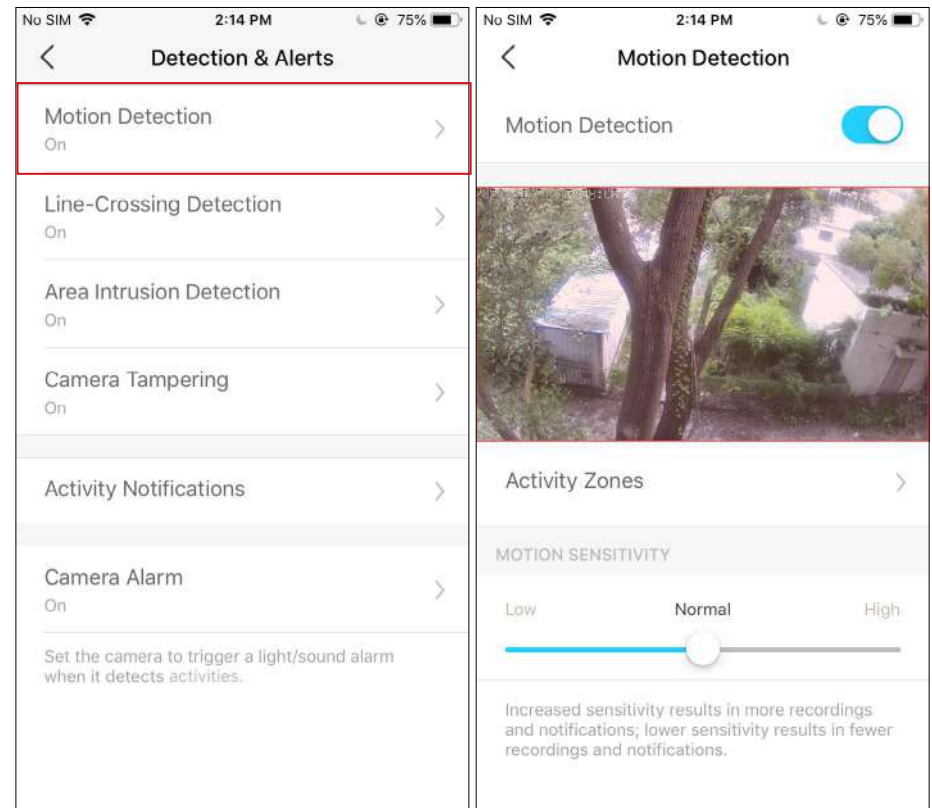 No SIM 2:14 PM 75%
Detection & Alerts
Motion Detection
On
Line-Crossing Detection
On
Area Intrusion Detection
On
Camera Tampering
On
Activity Notifications
Camera Alarm
On
Set the camera to trigger a light/sound alarm
when it detects activities.
No SIM 2:14 PM 75%
Motion Detection
Motion Detection
Activity Zones
MOTION SENSITIVITY
Low Normal High
Increased sensitivity results in more recordings
and notifications; lower sensitivity results in fewer
recordings and notifications.